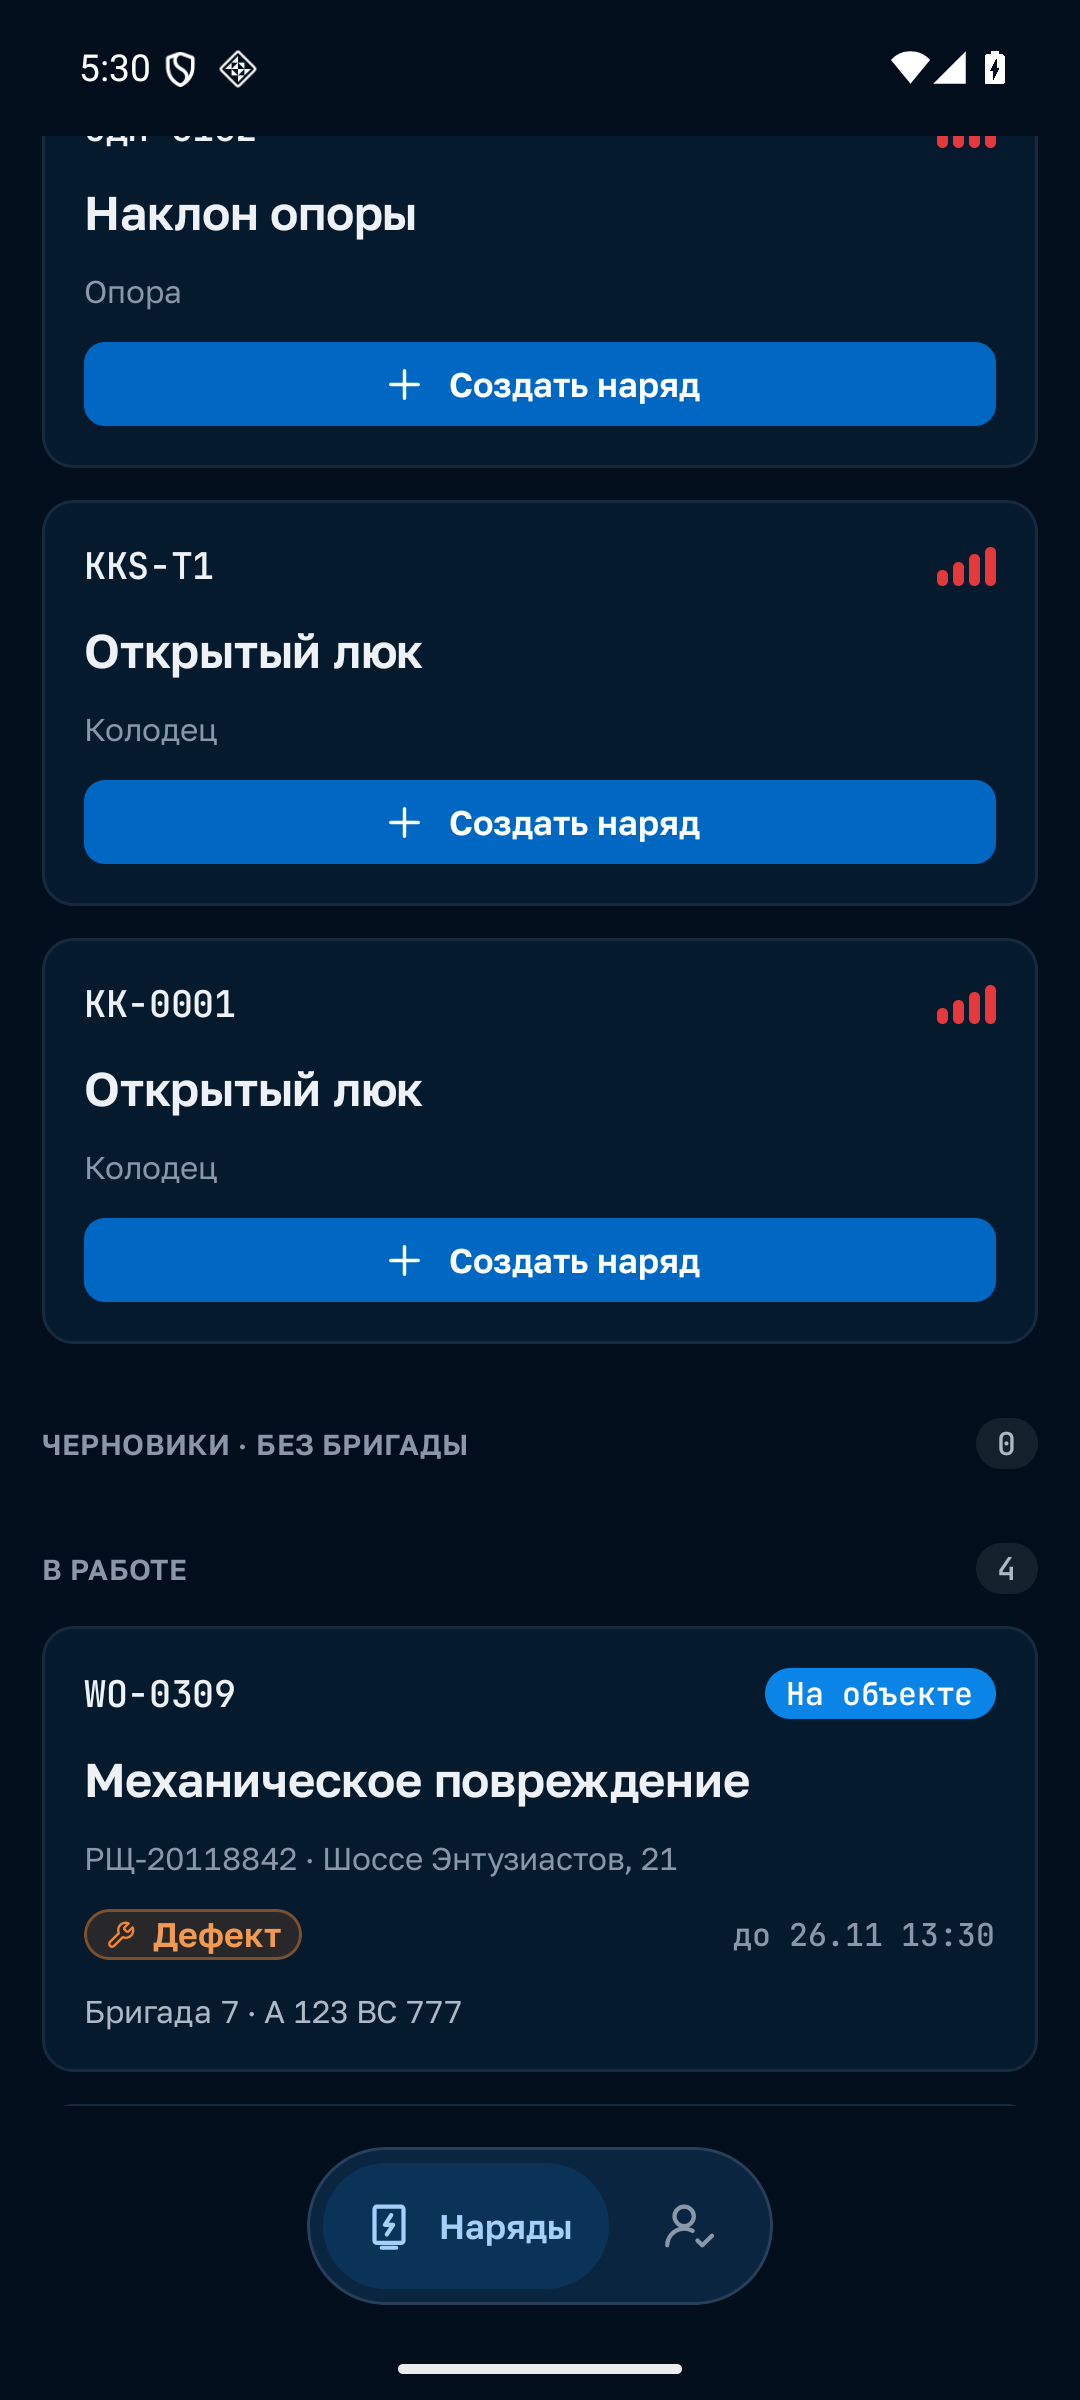 5:30
Наклон опоры
Опора
Создать наряд
KKS-T1
Открытый люк
Колодец
Создать наряд
KK-0001
Открытый люк
Колодец
Создать наряд
ЧЕРНОВИКИ · БЕЗ БРИГАДЫ
0
В РАБОТЕ
4
WO-0309
На объекте
Механическое повреждение
РЩ-20118842 · Шоссе Энтузиастов, 21
Дефект
до 26.11 13:30
Бригада 7 · А 123 ВС 777
Наряды